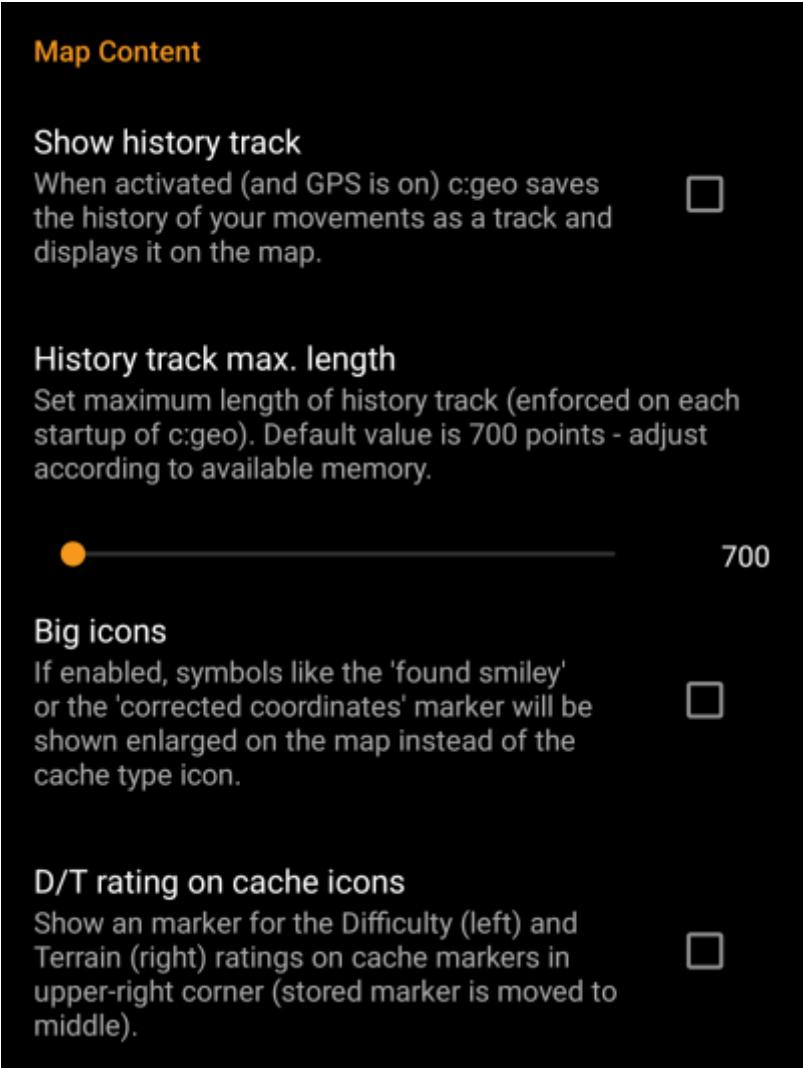 Map Content
Show history track
When activated (and GPS is on) c:geo saves
the history of your movements as a track and
displays it on the map.
History track max. length
Set maximum length of history track (enforced on each
startup of c:geo). Default value is 700 points - adjust
according to available memory.
700
Big icons
If enabled, symbols like the 'found smiley'
or the 'corrected coordinates' marker will be
shown enlarged on the map instead of the
cache type icon.
D/T rating on cache icons
Show an marker for the Difficulty (left) and
Terrain (right) ratings on cache markers in
upper-right corner (stored marker is moved to
middle).